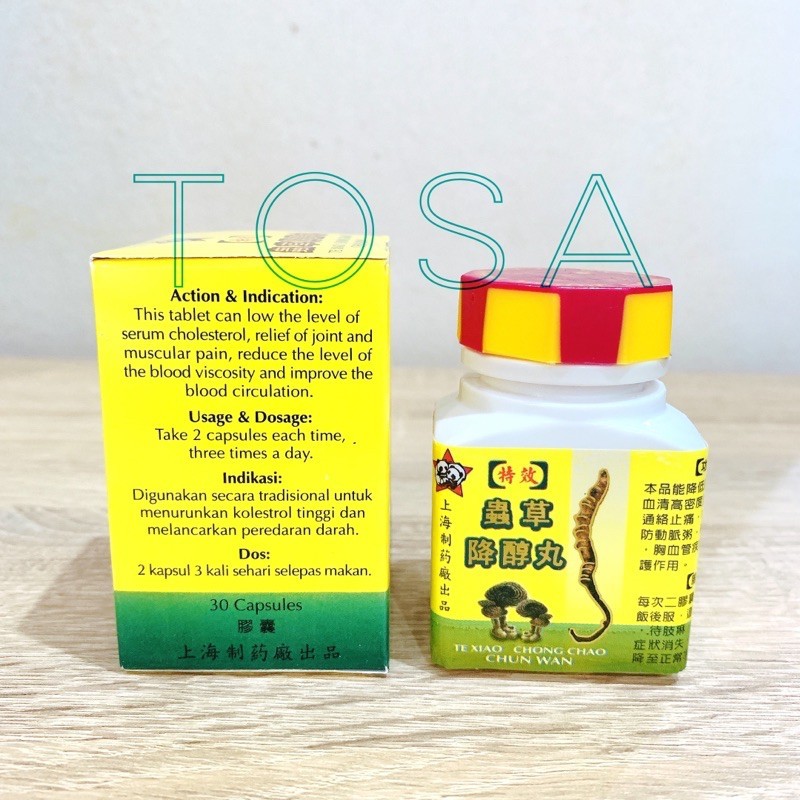 TOSA
Action & Indication:
This tablet can low the level of
serum cholesterol, relief of joint and
muscular pain, reduce the level of
the blood viscosity and improve the
blood circulation.
Usage & Dosage:
Take 2 capsules each time,
three times a day.
Indikasi:
Digunakan secara tradisional untuk
menurunkan kolestrol tinggi dan
melancarkan peredaran darah.
Dos:
2 kapsul 3 kali sehari selepas makan.
30 Capsules
膠囊
上海制药廠出品
【特效】
蟲草
降醇丸
上海制药廠出品
TE XIAO CHONG CHAO
CHUN WAN
本品能降低
血清高密度
通絡止痛
防動脈粥
胸血管
護作用。
每次二膠囊
飯後服
待肢麻
症狀消失
降至正常